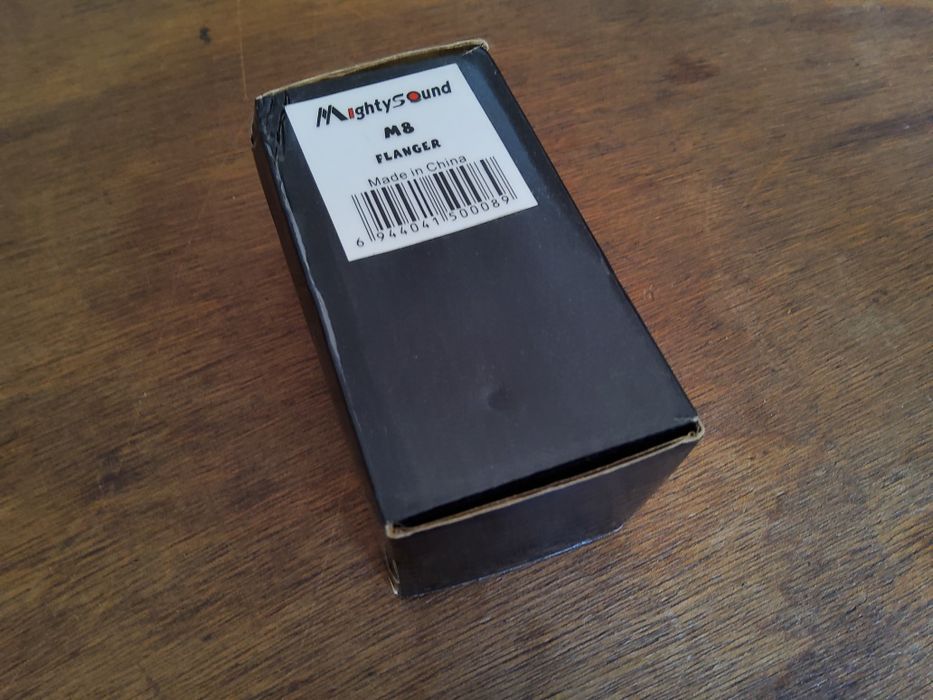 MightySound
M8
FLANGER
Made in China
6 944041 500089